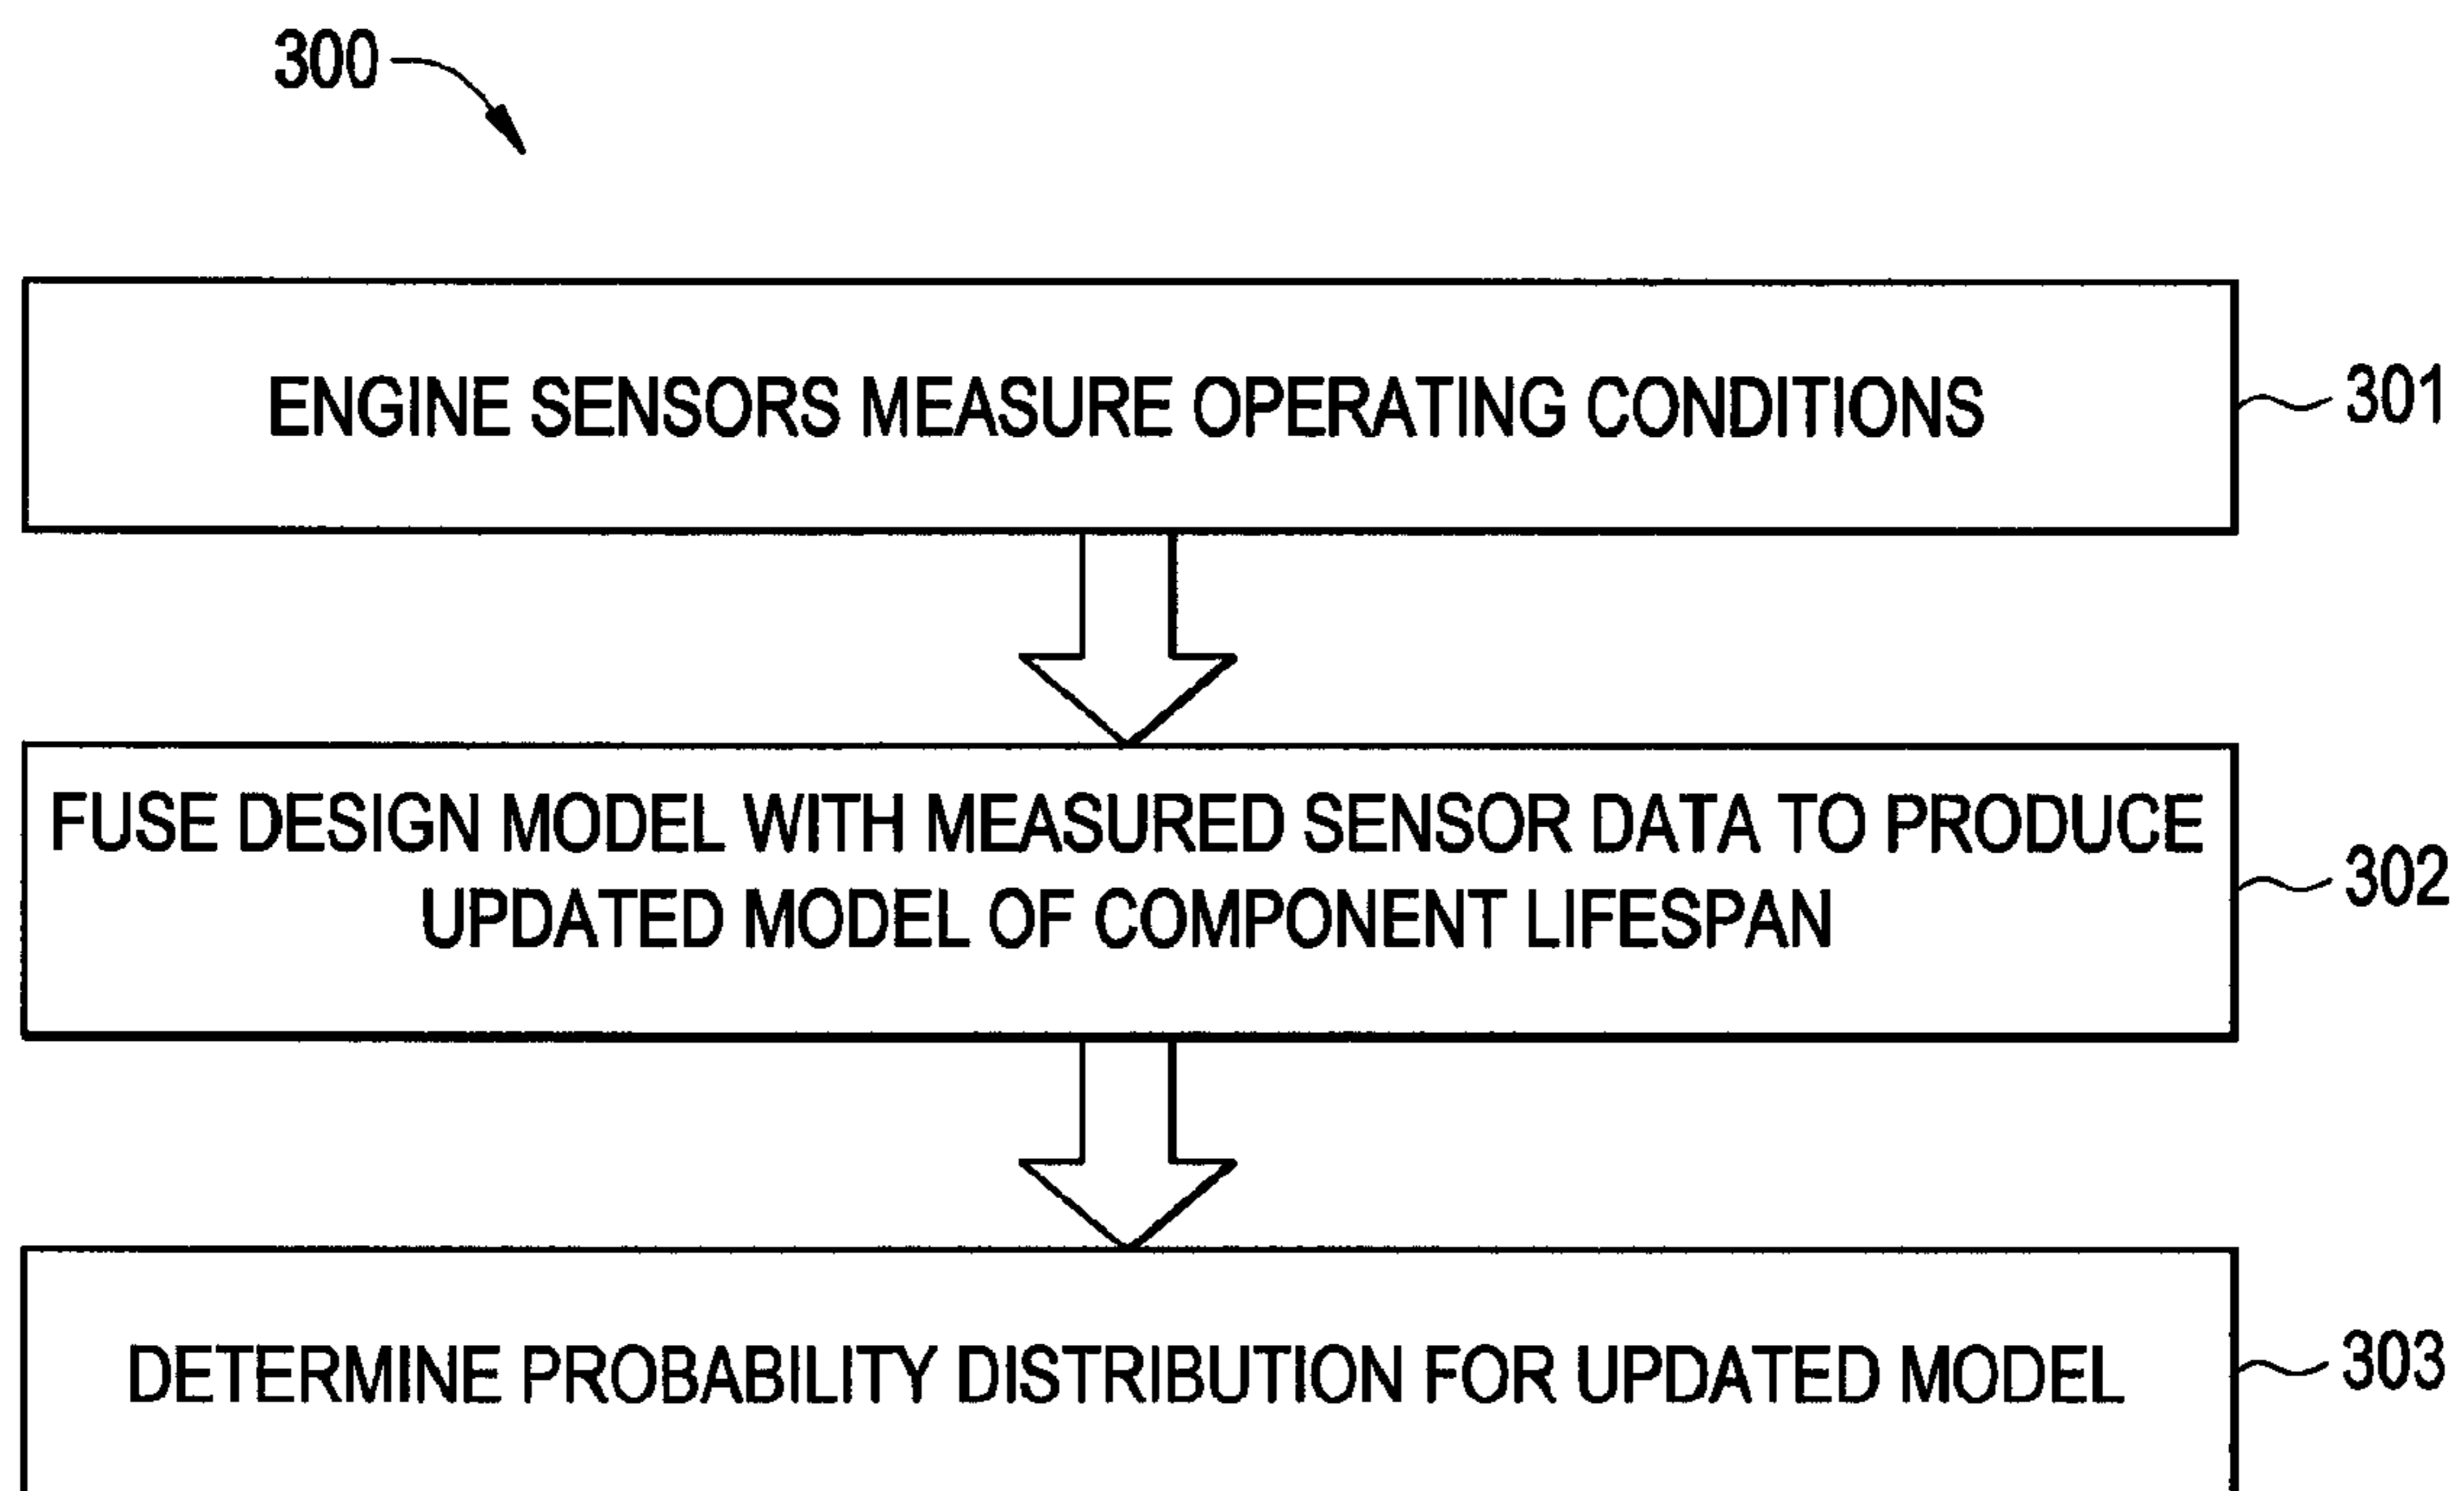 300
ENGINE SENSORS MEASURE OPERATING CONDITIONS
301
FUSE DESIGN MODEL WITH MEASURED SENSOR DATA TO PRODUCE
UPDATED MODEL OF COMPONENT LIFESPAN
302
DETERMINE PROBABILITY DISTRIBUTION FOR UPDATED MODEL
303